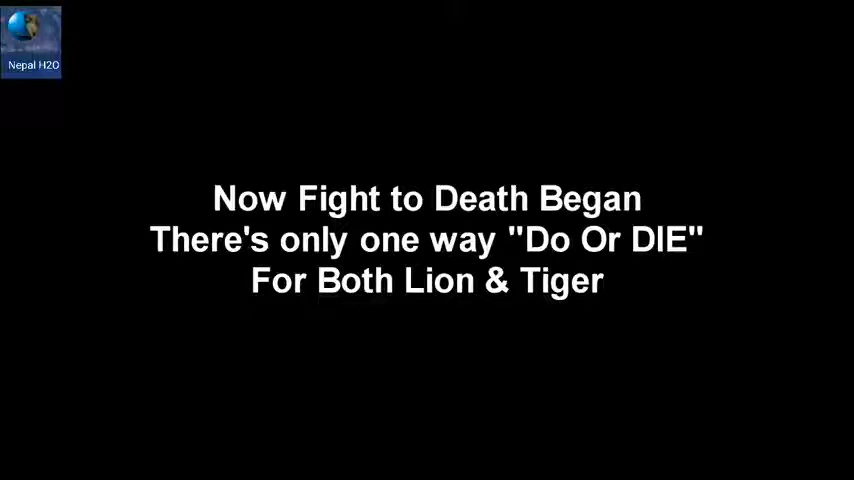 Nepal H2O
Now Fight to Death Began
There's only one way "Do Or DIE"
For Both Lion & Tiger